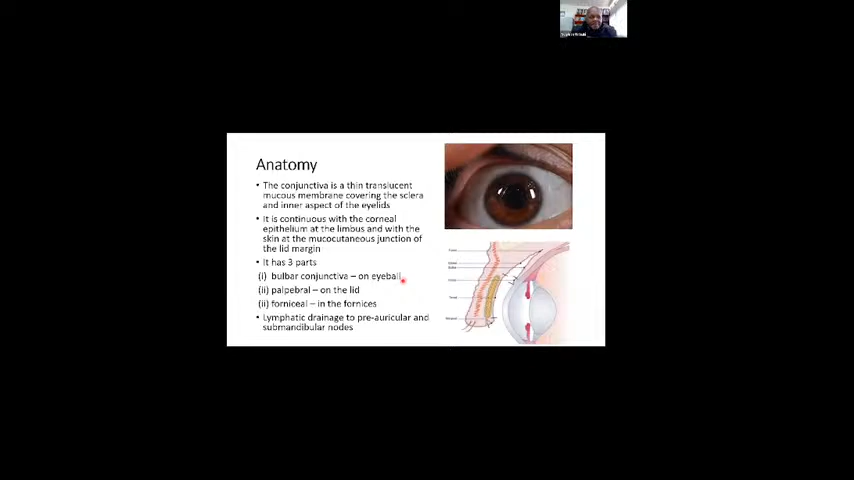 Anatomy
• The conjunctiva is a thin translucent
mucous membrane covering the sclera
and inner aspect of the eyelids
• It is continuous with the corneal
epithelium at the limbus and with the
skin at the mucocutaneous junction of
the lid margin
• It has 3 parts
(i) bulbar conjunctiva – on eyeball
(ii) palpebral – on the lid
(ii) forniceal – in the fornices
• Lymphatic drainage to pre-auricular and
submandibular nodes